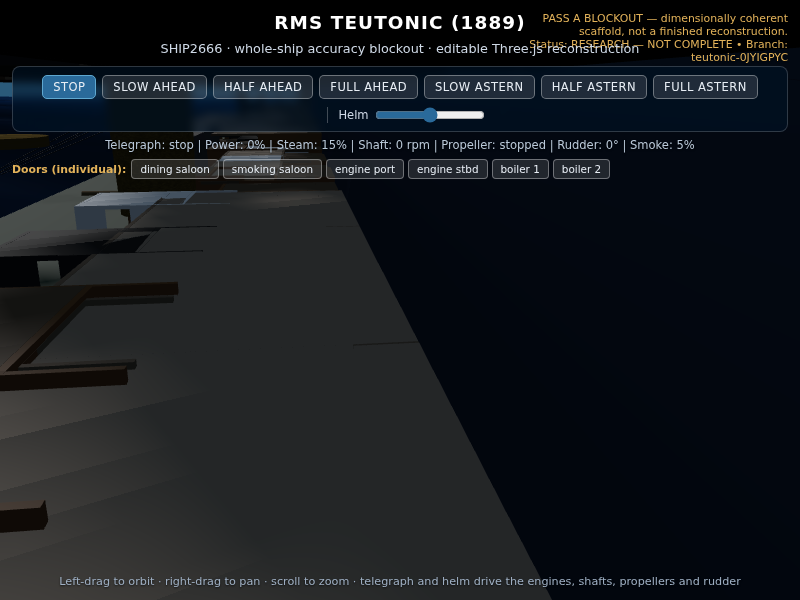 RMS TEUTONIC (1889)
SHIP2666 · whole-ship accuracy blockout · editable Three.js reconstruction
PASS A BLOCKOUT — dimensionally coherent
scaffold, not a finished reconstruction.
Status: RESEARCH — NOT COMPLETE • Branch:
teutonic-0JYIGPYC
STOP SLOW AHEAD HALF AHEAD FULL AHEAD SLOW ASTERN HALF ASTERN FULL ASTERN
Helm
Telegraph: stop | Power: 0% | Steam: 15% | Shaft: 0 rpm | Propeller: stopped | Rudder: 0° | Smoke: 5%
Doors (individual): dining saloon smoking saloon engine port engine stbd boiler 1 boiler 2
Left-drag to orbit · right-drag to pan · scroll to zoom · telegraph and helm drive the engines, shafts, propellers and rudder